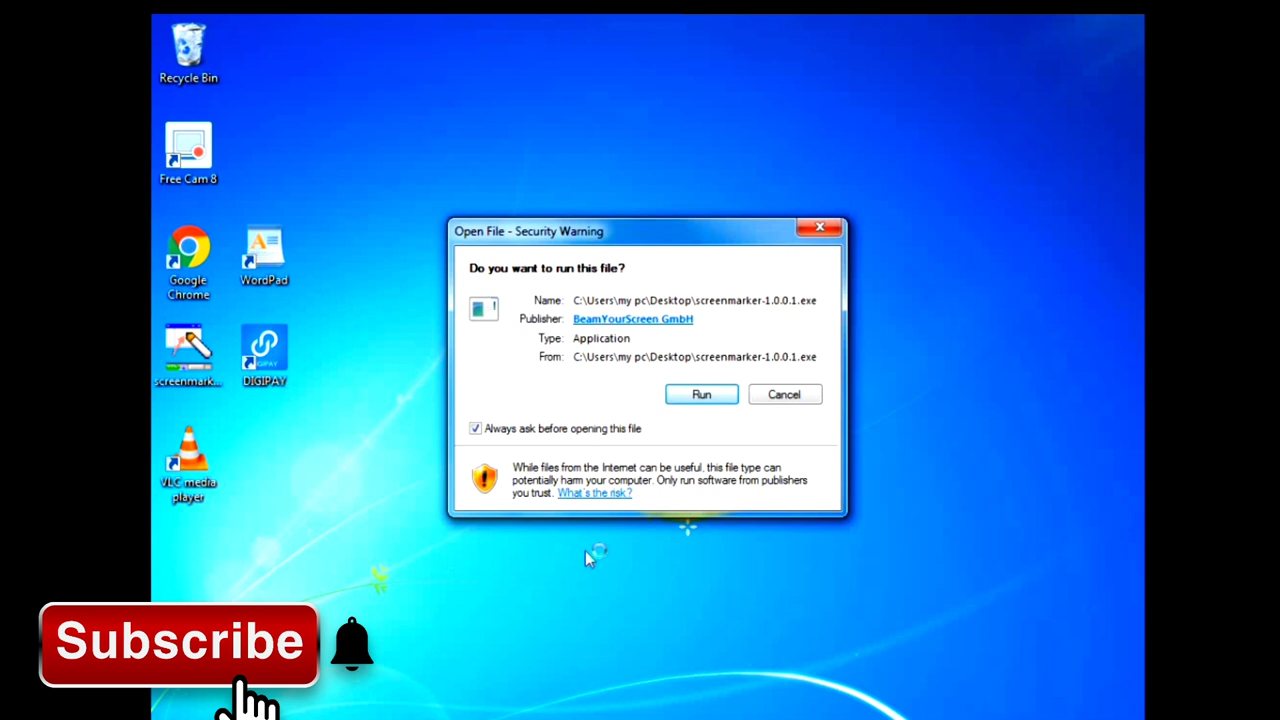 Recycle Bin
Free Cam 8
Google
Chrome
WordPad
screenmark...
DIGIPAY
VLC media
player
Open File - Security Warning
Do you want to run this file?
Name: C:\Users\my pc\Desktop\screenmarker-1.0.0.1.exe
Publisher: BeamYourScreen GmbH
Type: Application
From: C:\Users\my pc\Desktop\screenmarker-1.0.0.1.exe
Run Cancel
Always ask before opening this file
While files from the Internet can be useful, this file type can
potentially harm your computer. Only run software from publishers
you trust. What's the risk?
Subscribe